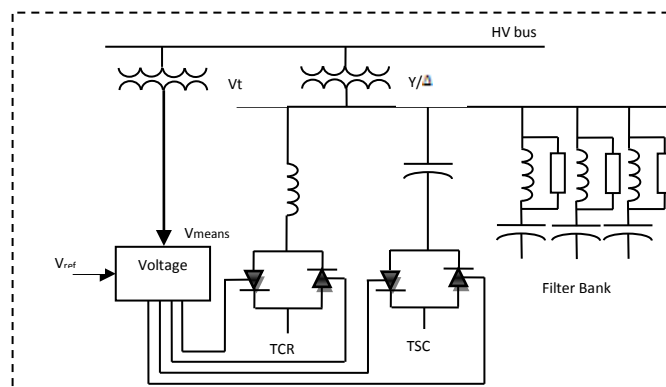 HV bus
Vt
Y/Δ
Vmeans
Vref
Voltage
Filter Bank
TCR
TSC